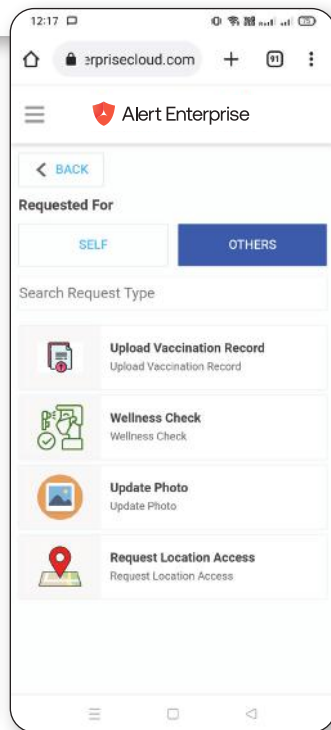 12:17
erprisecloud.com
91
Alert Enterprise
BACK
Requested For
SELF
OTHERS
Search Request Type
Upload Vaccination Record
Upload Vaccination Record
Wellness Check
Wellness Check
Update Photo
Update Photo
Request Location Access
Request Location Access